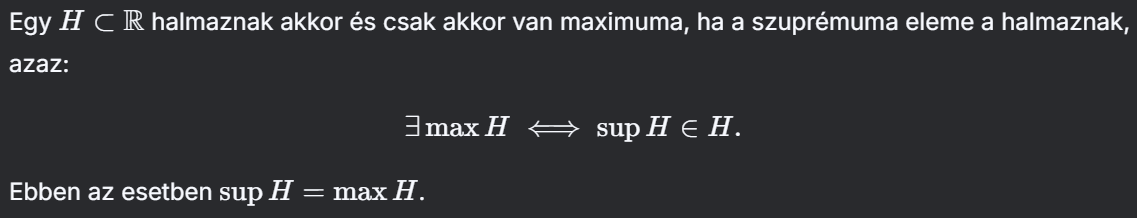 Egy H ⊂ ℝ halmaznak akkor és csak akkor van maximuma, ha a szuprémuma eleme a halmaznak,
azaz:
∃ max H ⟺ sup H ∈ H.
Ebben az esetben sup H = max H.